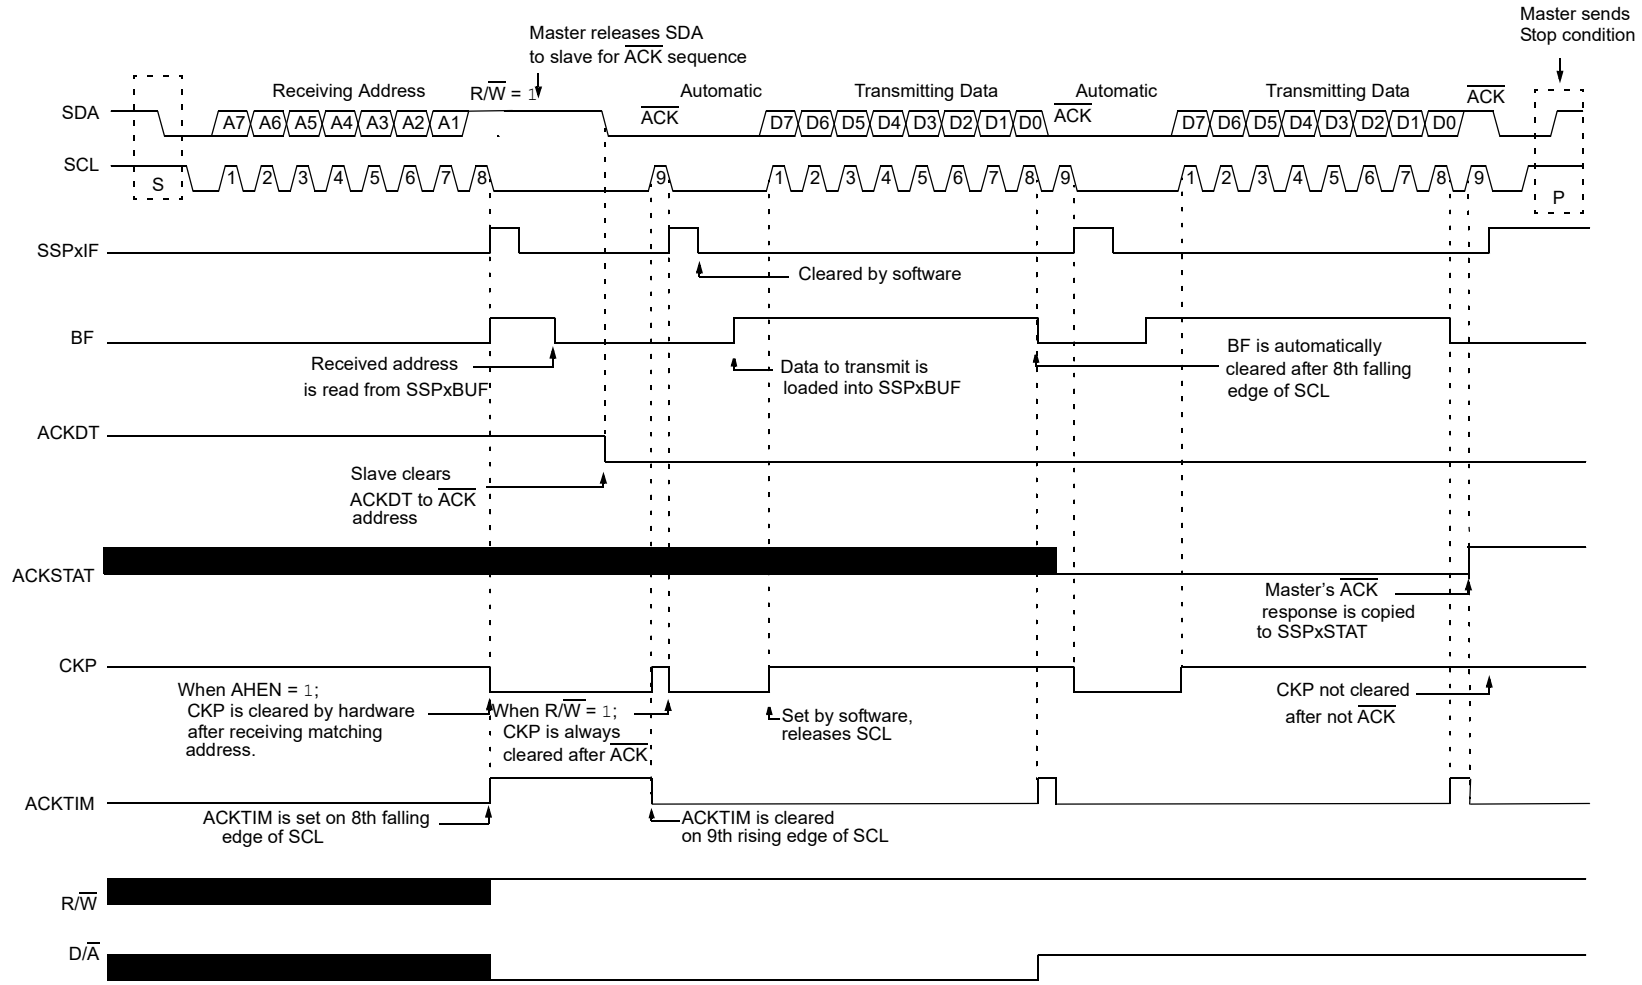 Master sends
Stop condition
Master releases SDA
to slave for A̅C̅K̅ sequence
Receiving Address
R/W̅ = 1
Automatic
Transmitting Data
Automatic
Transmitting Data
A̅C̅K̅
SDA
A7 A6 A5 A4 A3 A2 A1
A̅C̅K̅
D7 D6 D5 D4 D3 D2 D1 D0
A̅C̅K̅
D7 D6 D5 D4 D3 D2 D1 D0
SCL
S
1 2 3 4 5 6 7 8 9
1 2 3 4 5 6 7 8 9
1 2 3 4 5 6 7 8 9
P
SSPxIF
Cleared by software
BF
Received address
is read from SSPxBUF
Data to transmit is
loaded into SSPxBUF
BF is automatically
cleared after 8th falling
edge of SCL
ACKDT
Slave clears
ACKDT to A̅C̅K̅
address
ACKSTAT
Master’s A̅C̅K̅
response is copied
to SSPxSTAT
CKP
When AHEN = 1;
CKP is cleared by hardware
after receiving matching
address.
When R/W̅ = 1;
CKP is always
cleared after A̅C̅K̅
Set by software,
releases SCL
CKP not cleared
after not A̅C̅K̅
ACKTIM
ACKTIM is set on 8th falling
edge of SCL
ACKTIM is cleared
on 9th rising edge of SCL
R/W̅
D/A̅